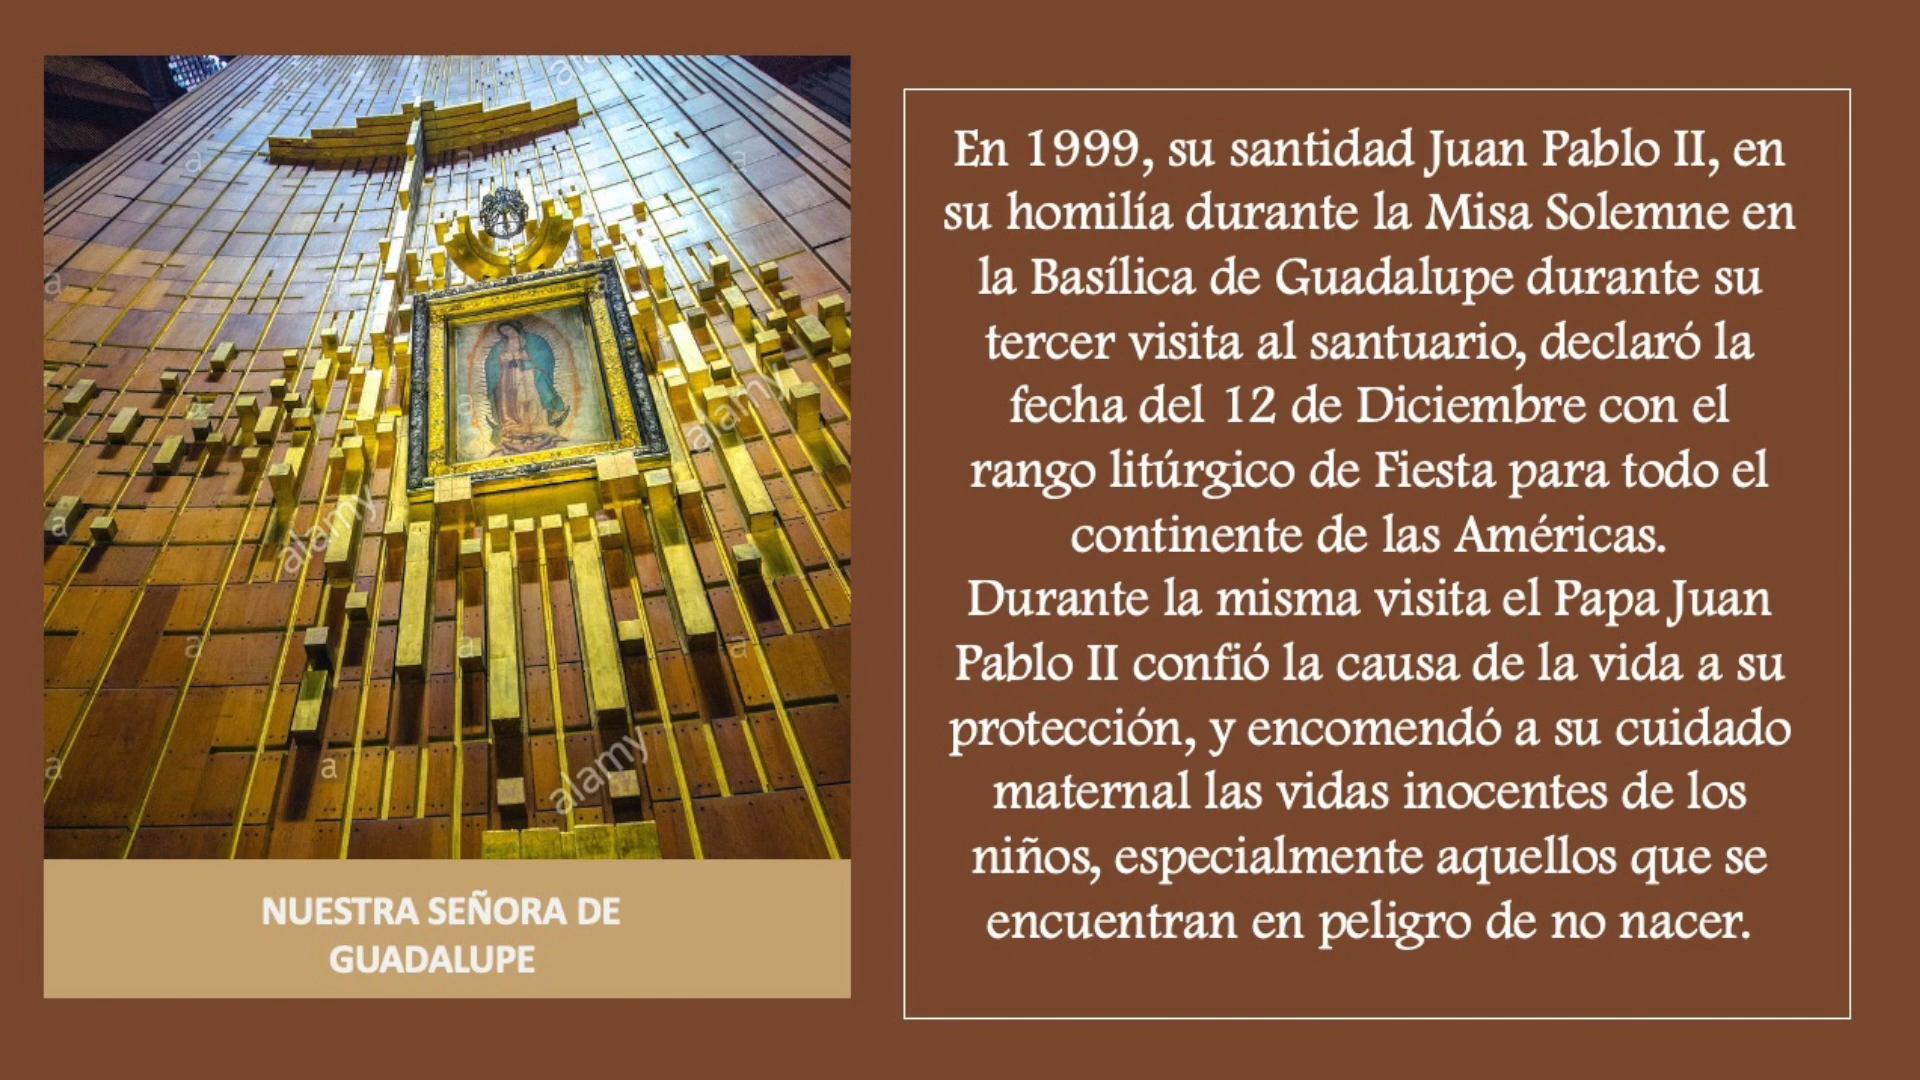 En 1999, su santidad Juan Pablo II, en
su homilía durante la Misa Solemne en
la Basílica de Guadalupe durante su
tercer visita al santuario, declaró la
fecha del 12 de Diciembre con el
rango litúrgico de Fiesta para todo el
continente de las Américas.
Durante la misma visita el Papa Juan
Pablo II confió la causa de la vida a su
protección, y encomendó a su cuidado
maternal las vidas inocentes de los
niños, especialmente aquellos que se
encuentran en peligro de no nacer.
NUESTRA SEÑORA DE
GUADALUPE
alamy
alamy
alamy